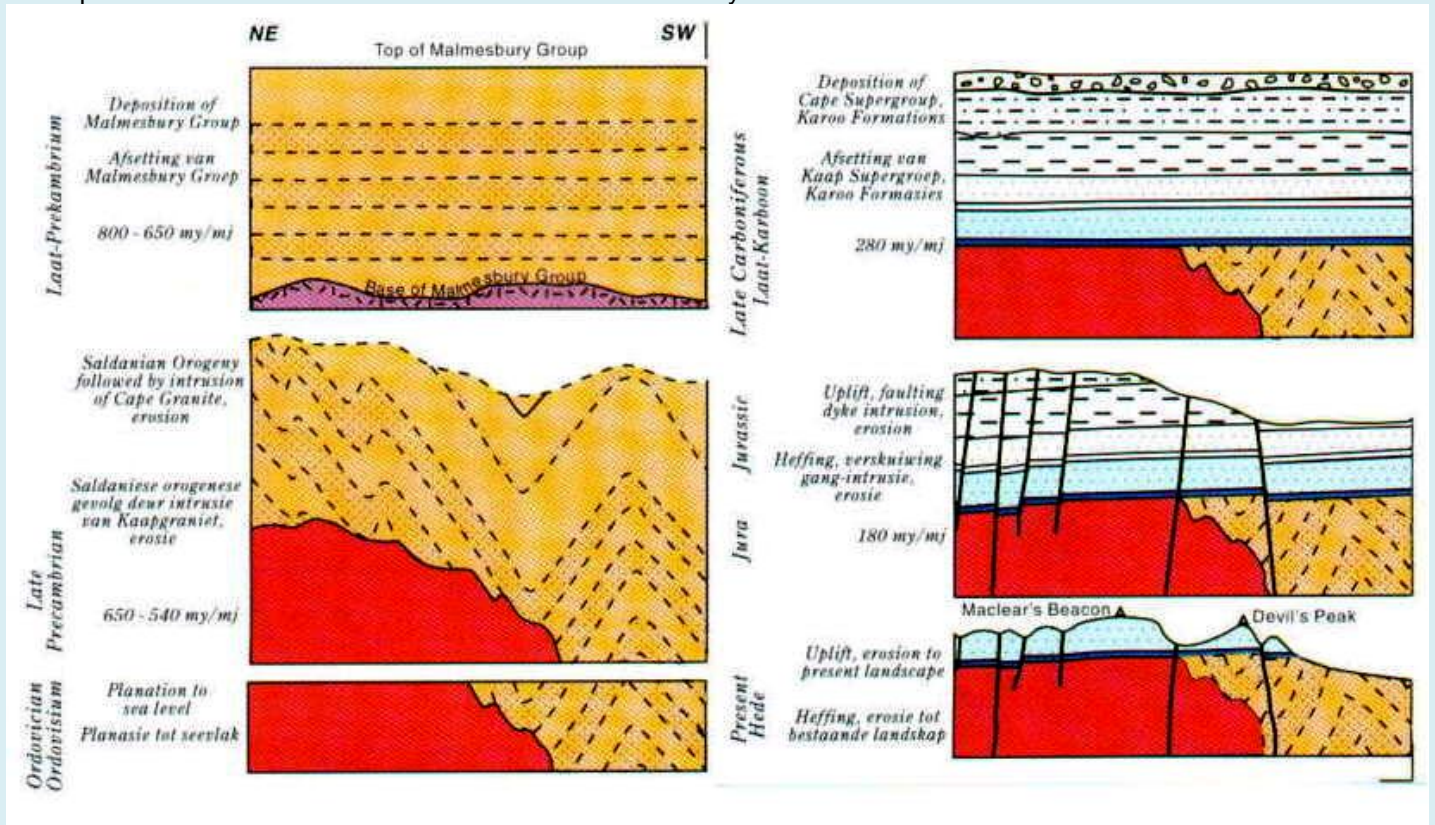 NE
SW
Top of Malmesbury Group
Laat-Prekambrium
Deposition of
Malmesbury Group
Afsetting van
Malmesbury Groep
800 - 650 my/mj
Base of Malmesbury Group
Late
Precambrian
Saldanian Orogeny
followed by intrusion
of Cape Granite,
erosion
Saldaniese orogenese
gevolg deur intrusie
van Kaapgraniet,
erosie
650 - 540 my/mj
Ordovician
Ordovisium
Planation to
sea level
Planasie tot seevlak
Late Carboniferous
Laat-Karboon
Deposition of
Cape Supergroup,
Karoo Formations
Afsetting van
Kaap Supergroep,
Karoo Formasies
280 my/mj
Jura Jurassic
Uplift, faulting
dyke intrusion,
erosion
Heffing, verskuiwing
gang-intrusie,
erosie
180 my/mj
Maclear's Beacon
Devil's Peak
Present
Hede
Uplift, erosion to
present landscape
Heffing, erosie tot
bestaande landskap